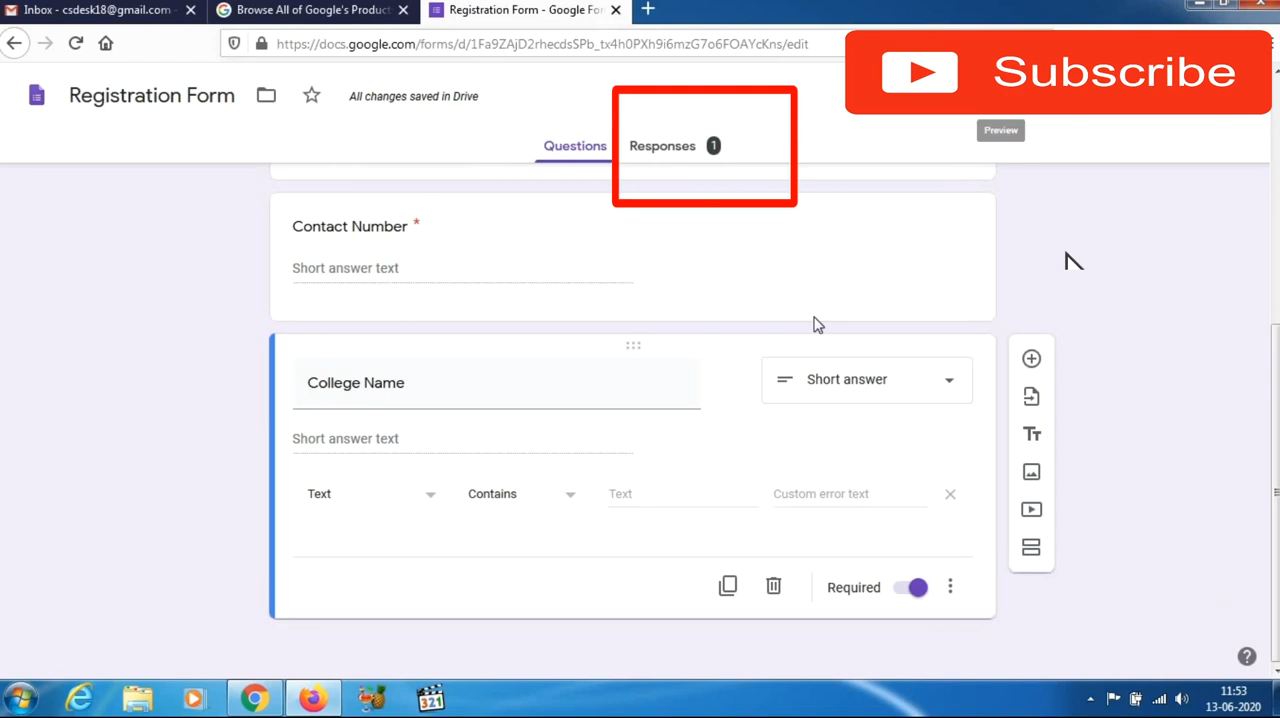 Inbox - csdesk18@gmail.com -
Browse All of Google's Product
Registration Form - Google For
https://docs.google.com/forms/d/1Fa9ZAjD2rhecdsSPb_tx4h0PXh9i6mzG7o6FOAYcKns/edit
Subscribe
Registration Form
All changes saved in Drive
Preview
Questions
Responses 1
Contact Number *
Short answer text
College Name
Short answer
Short answer text
Text
Contains
Text
Custom error text
Required
321
11:53
13-06-2020